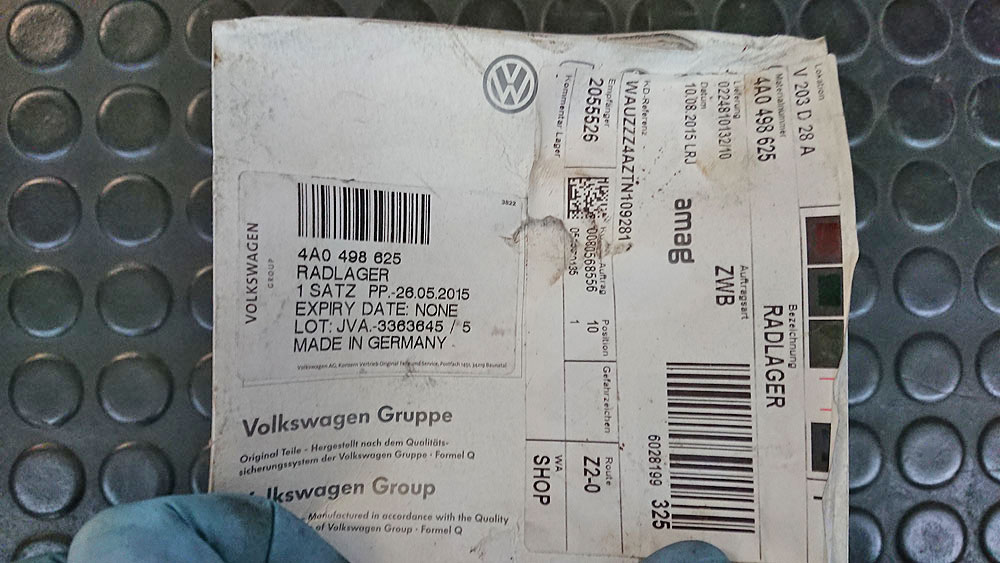 VOLKSWAGEN
GROUP
3522
4A0 498 625
RADLAGER
1 SATZ PP.-26.05.2015
EXPIRY DATE: NONE
LOT: JVA.-3363645 / 5
MADE IN GERMANY
Volkswagen Gruppe
Original Teile - Hergestellt nach dem Qualitäts-
sicherungssystem der Volkswagen Gruppe · Formel Q
Volkswagen Group
Manufactured in accordance with the Quality
of Volkswagen Group · Formel Q
Lokation
V 203 D 28 A
Materialnummer
4A0 498 625
Lieferung
0224810132/10
Datum
10.08.2015 LRJ
amag
Auftragsart
ZWB
Bezeichnung
RADLAGER
6028199 325
KD-Referenz
WAUZZZ4AZTN109281
Empfänger
2055526
Kommentar Lager
Auftrag
0080568556
Position
10
1
Gefahrzeichen
Route
Z2-0
WA
SHOP